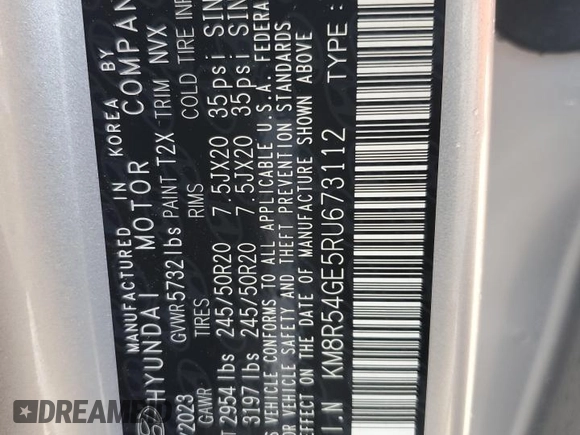 MANUFACTURED IN KOREA BY
HYUNDAI MOTOR COMPAN
/2023 GVWR 5732 lbs PAINT T2X TRIM NVX
GAWR TIRES RIMS COLD TIRE INF
T 2954 lbs 245/50R20 7.5JX20 35psi SIN
3197 lbs 245/50R20 7.5JX20 35psi SIN
VEHICLE CONFORMS TO ALL APPLICABLE U.S.A. FEDERA
VEHICLE SAFETY AND THEFT PREVENTION STANDARDS
ON THE DATE OF MANUFACTURE SHOWN ABOVE
I.N KM8R54GE5RU673112 TYPE :
DREAMBID